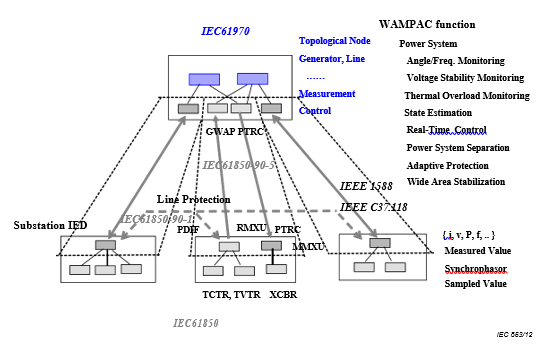 IEC61970
WAMPAC function
Topological Node
Generator, Line
......
Measurement
Control
Power System
Angle/Freq. Monitoring
Voltage Stability Monitoring
Thermal Overload Monitoring
State Estimation
Real-Time Control
Power System Separation
Adaptive Protection
Wide Area Stabilization
GWAP PTRC
IEC61850-90-5
IEEE 1588
IEEE C37.118
Line Protection
IEC61850-90-1
Substation IED
PDIF
RMXU
PTRC
MMXU
{ i, v, P, f, .. }
Measured Value
Synchrophasor
Sampled Value
TCTR, TVTR
XCBR
IEC61850
IEC 863/12